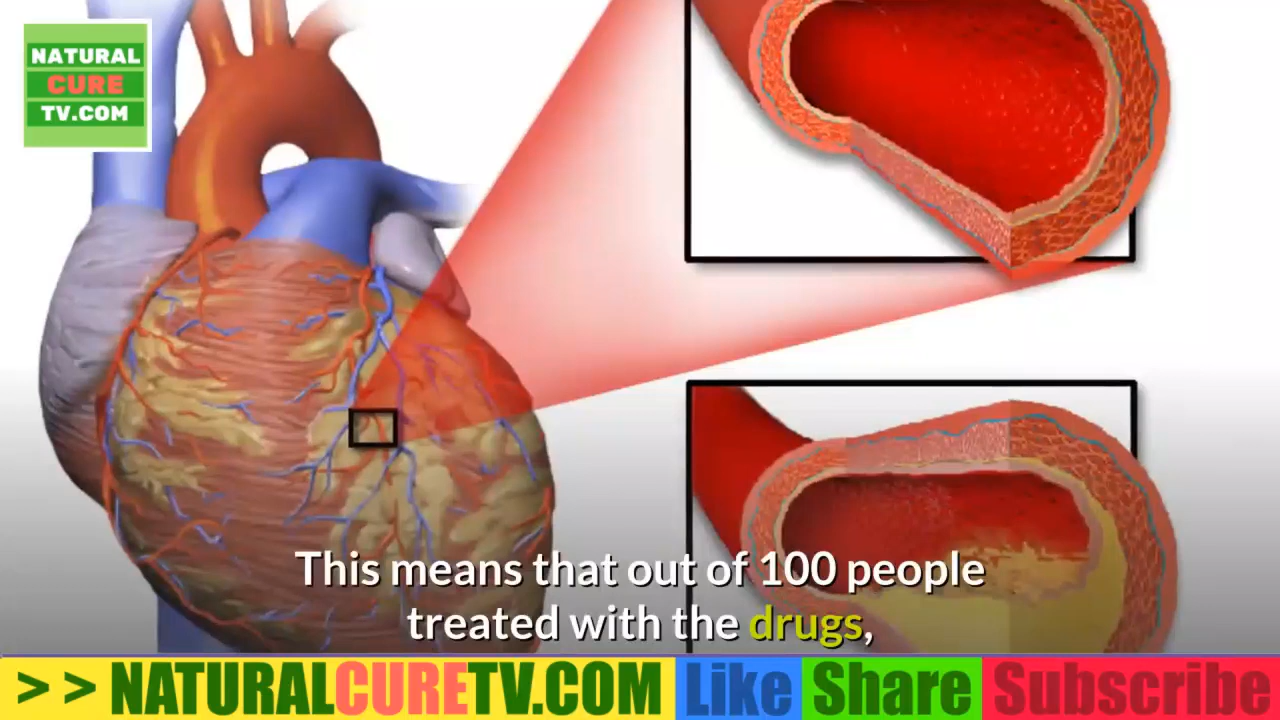 NATURAL
CURE
TV.COM
This means that out of 100 people
treated with the drugs,
> > NATURALCURETV.COM Like Share Subscribe